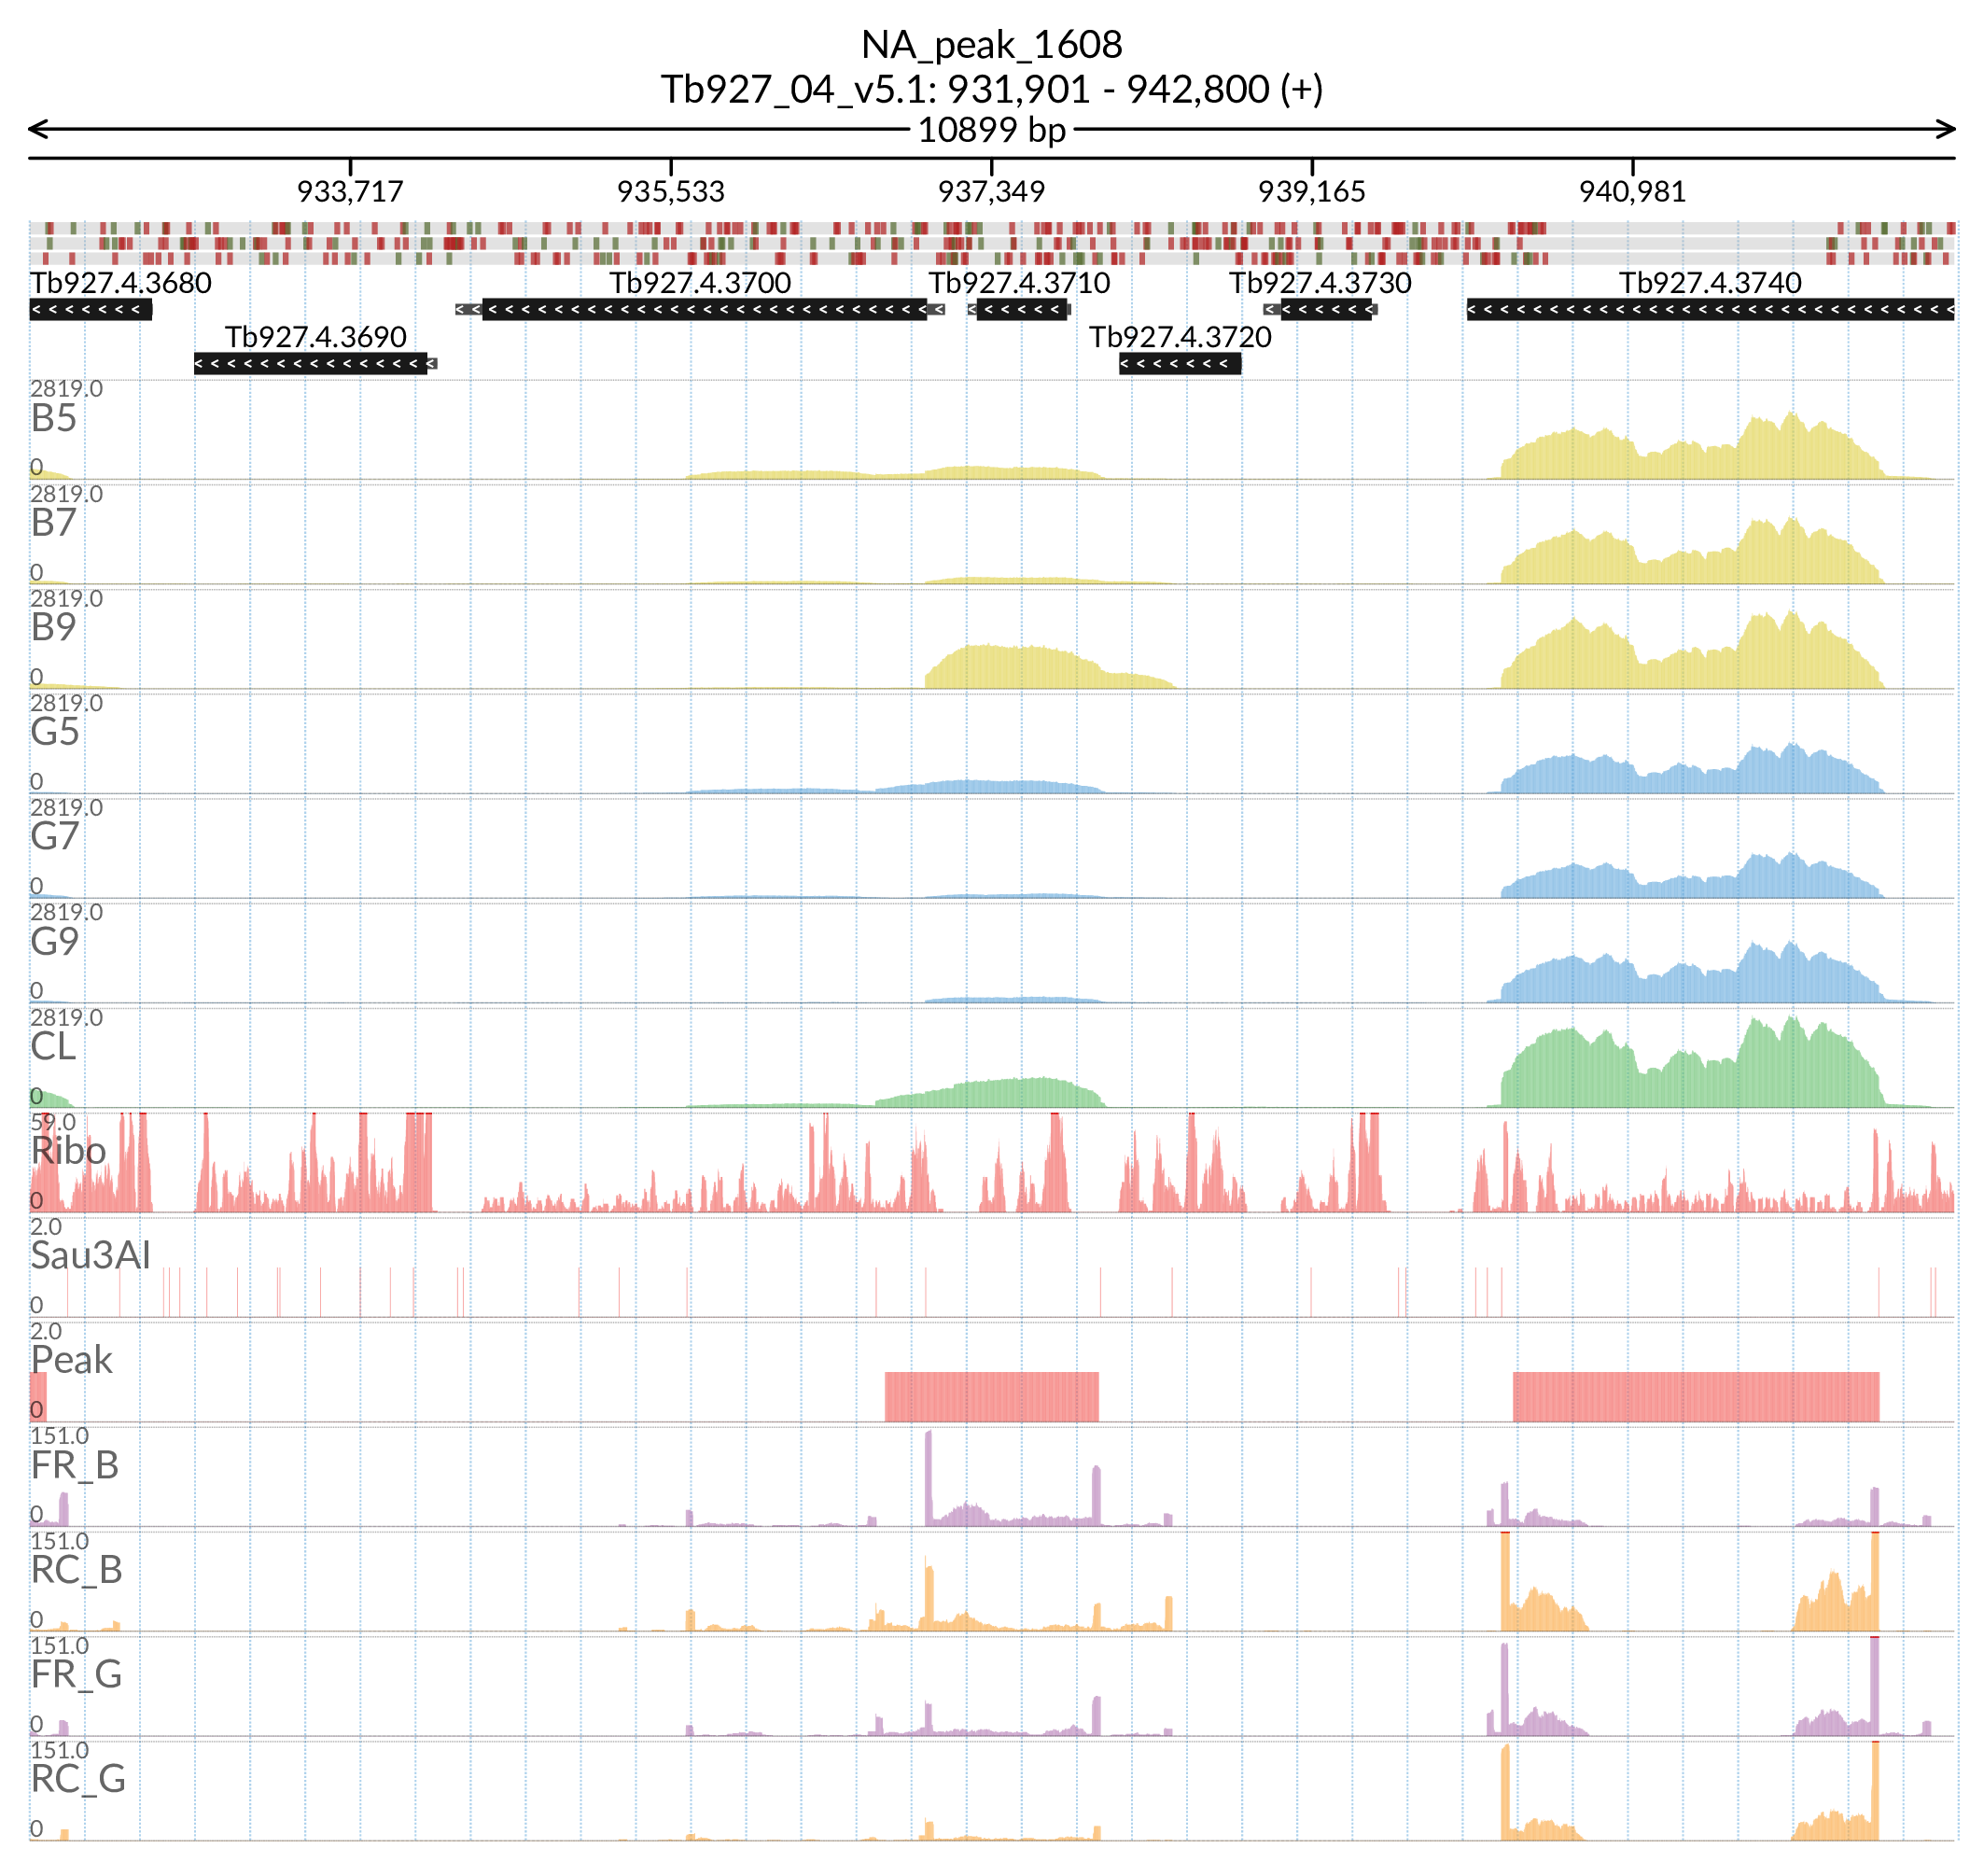 NA_peak_1608
Tb927_04_v5.1: 931,901 - 942,800 (+)
10899 bp
933,717 935,533 937,349 939,165 940,981
Tb927.4.3680 Tb927.4.3700 Tb927.4.3710 Tb927.4.3730 Tb927.4.3740
Tb927.4.3690 Tb927.4.3720
2819.0
B5
0
2819.0
B7
0
2819.0
B9
0
2819.0
G5
0
2819.0
G7
0
2819.0
G9
0
2819.0
CL
0
59.0
Ribo
0
2.0
Sau3AI
0
2.0
Peak
0
151.0
FR_B
0
151.0
RC_B
0
151.0
FR_G
0
151.0
RC_G
0